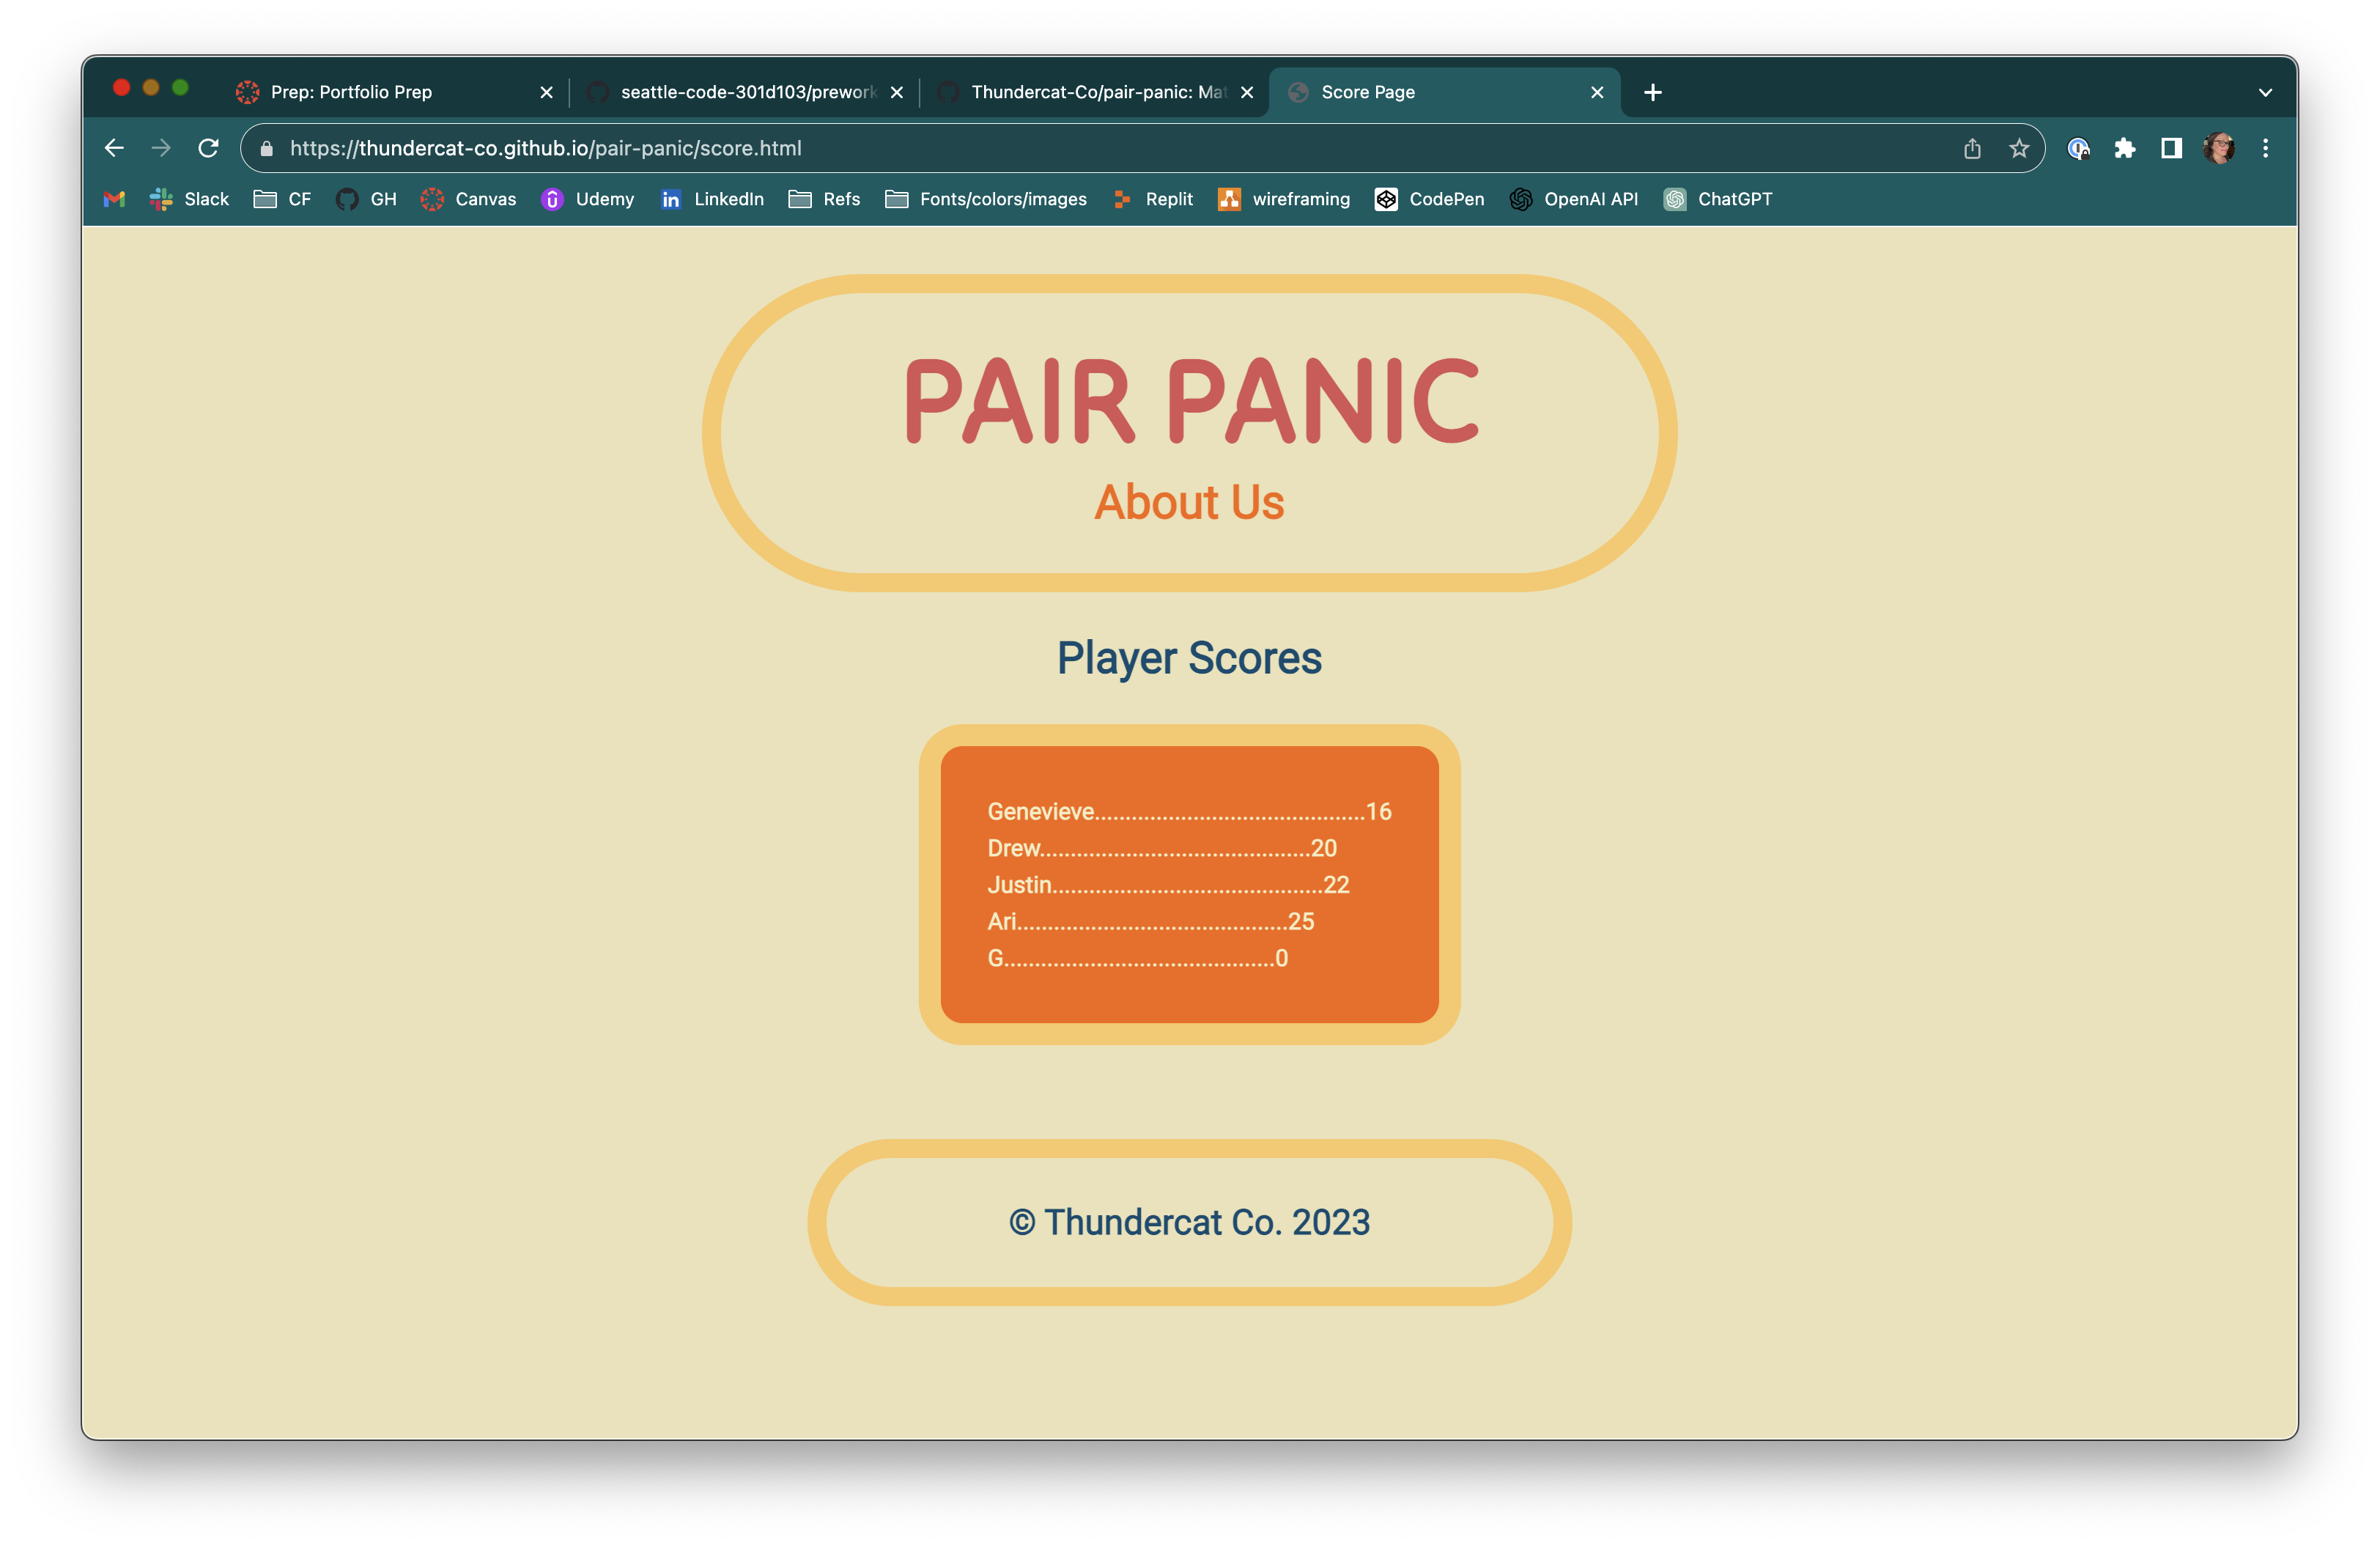 Prep: Portfolio Prep
seattle-code-301d103/prework
Thundercat-Co/pair-panic: Mat
Score Page
https://thundercat-co.github.io/pair-panic/score.html
Slack CF GH Canvas Udemy LinkedIn Refs Fonts/colors/images Replit wireframing CodePen OpenAI API ChatGPT
PAIR PANIC
About Us
Player Scores
Genevieve............................................16
Drew............................................20
Justin............................................22
Ari............................................25
G............................................0
© Thundercat Co. 2023